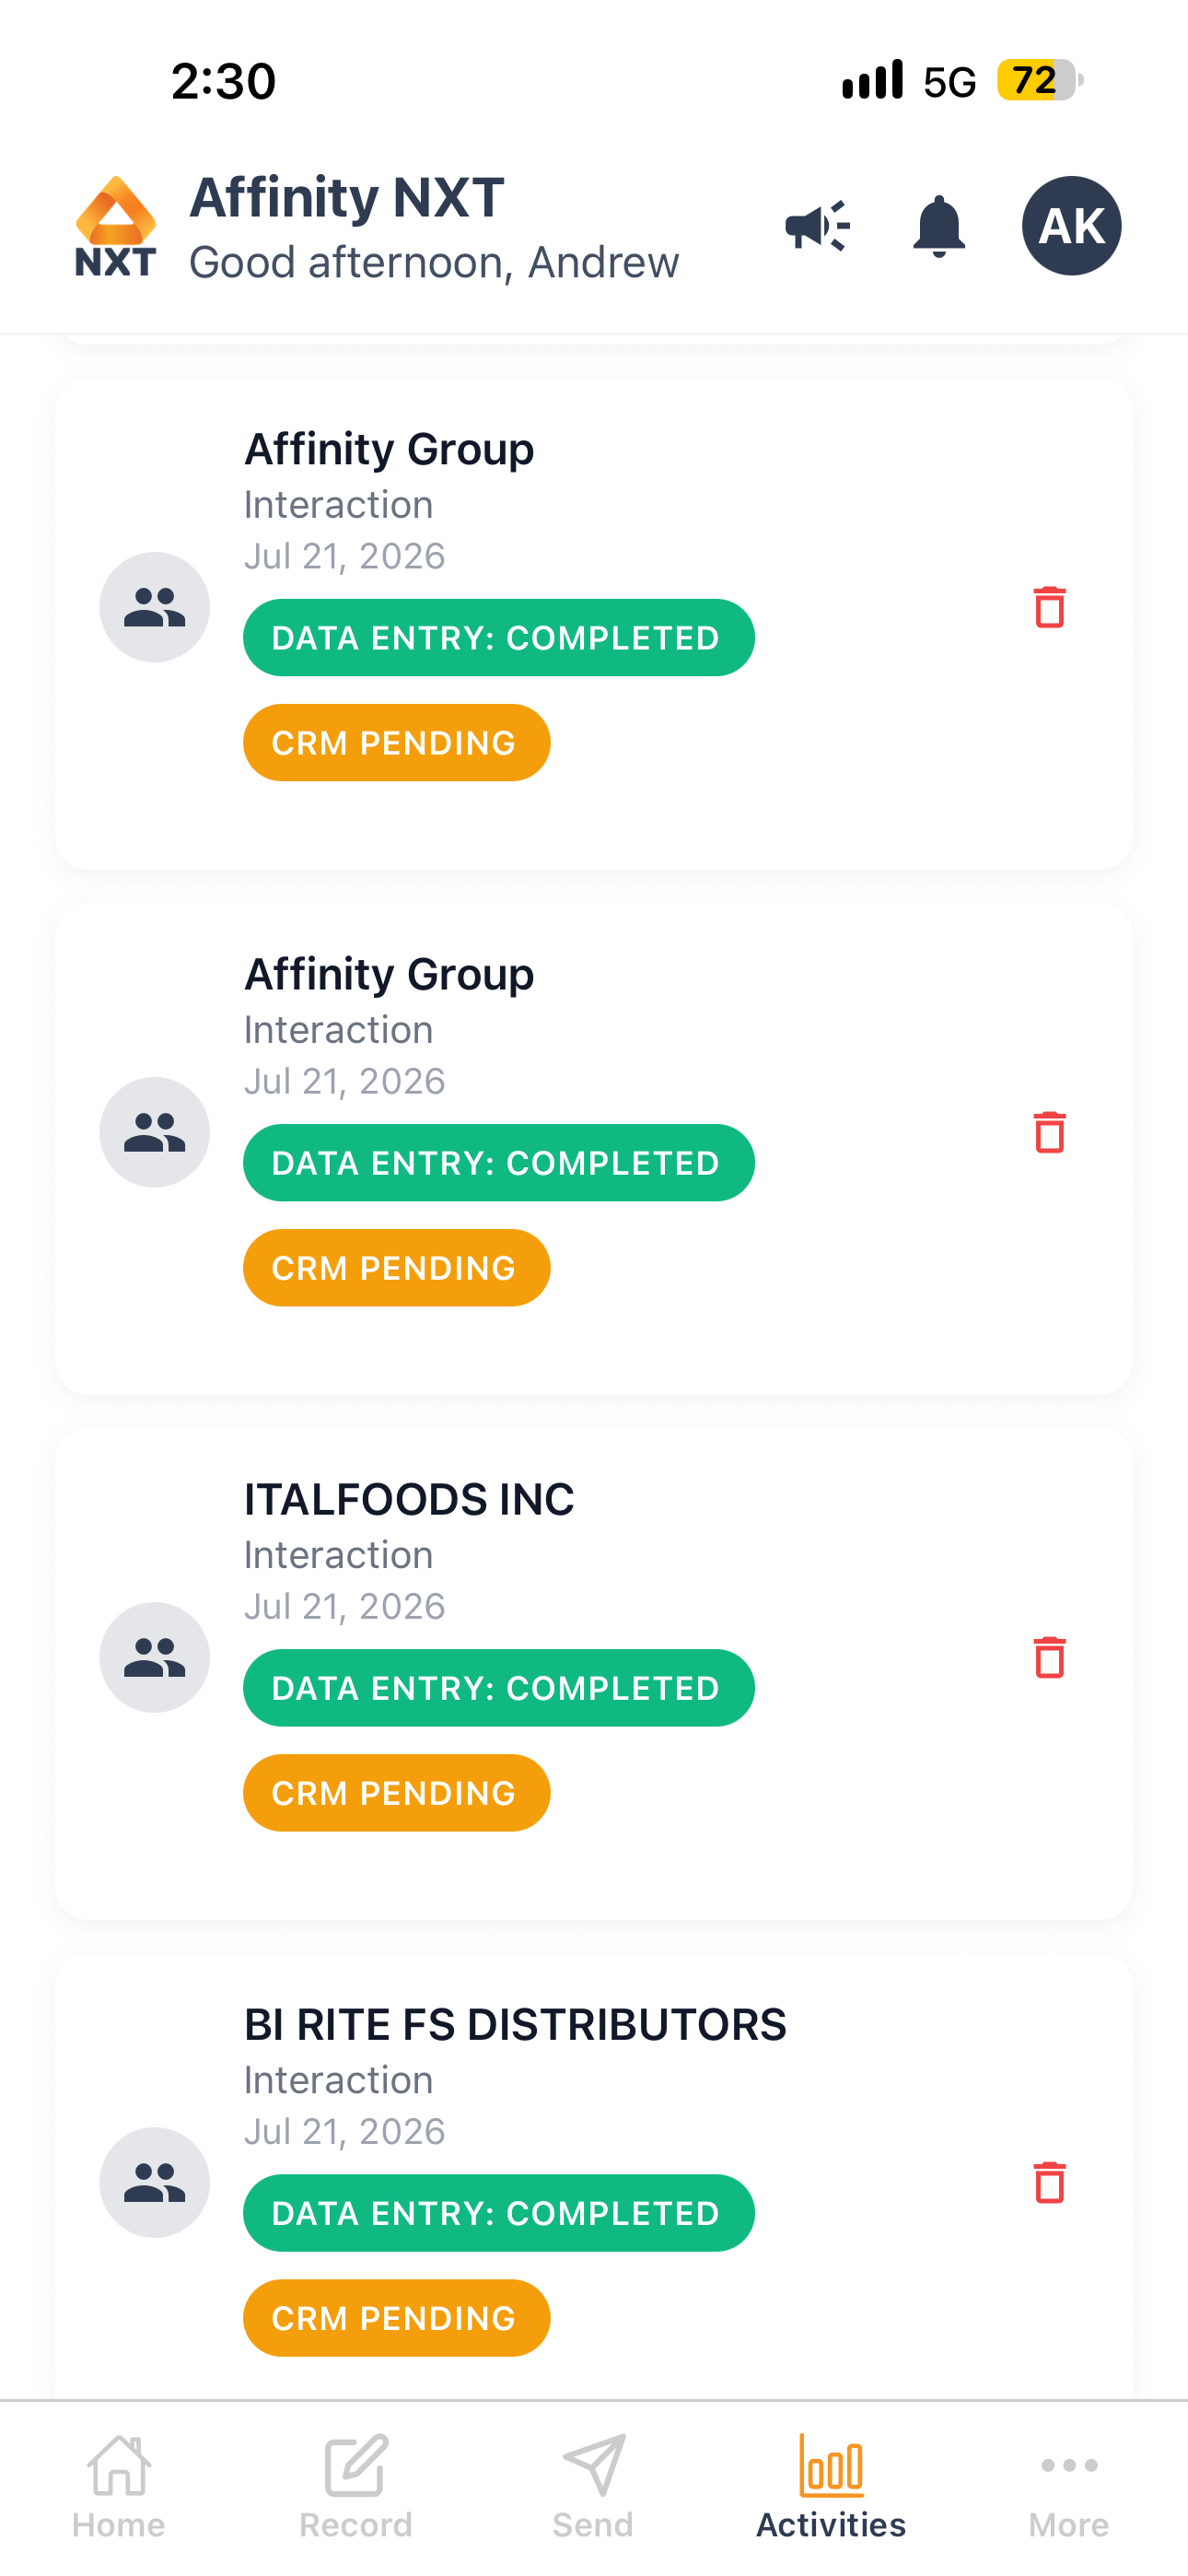 2:30
5G
72
Affinity NXT
NXT
Good afternoon, Andrew
AK
Affinity Group
Interaction
Jul 21, 2026
DATA ENTRY: COMPLETED
CRM PENDING
Affinity Group
Interaction
Jul 21, 2026
DATA ENTRY: COMPLETED
CRM PENDING
ITALFOODS INC
Interaction
Jul 21, 2026
DATA ENTRY: COMPLETED
CRM PENDING
BI RITE FS DISTRIBUTORS
Interaction
Jul 21, 2026
DATA ENTRY: COMPLETED
CRM PENDING
Home
Record
Send
Activities
More